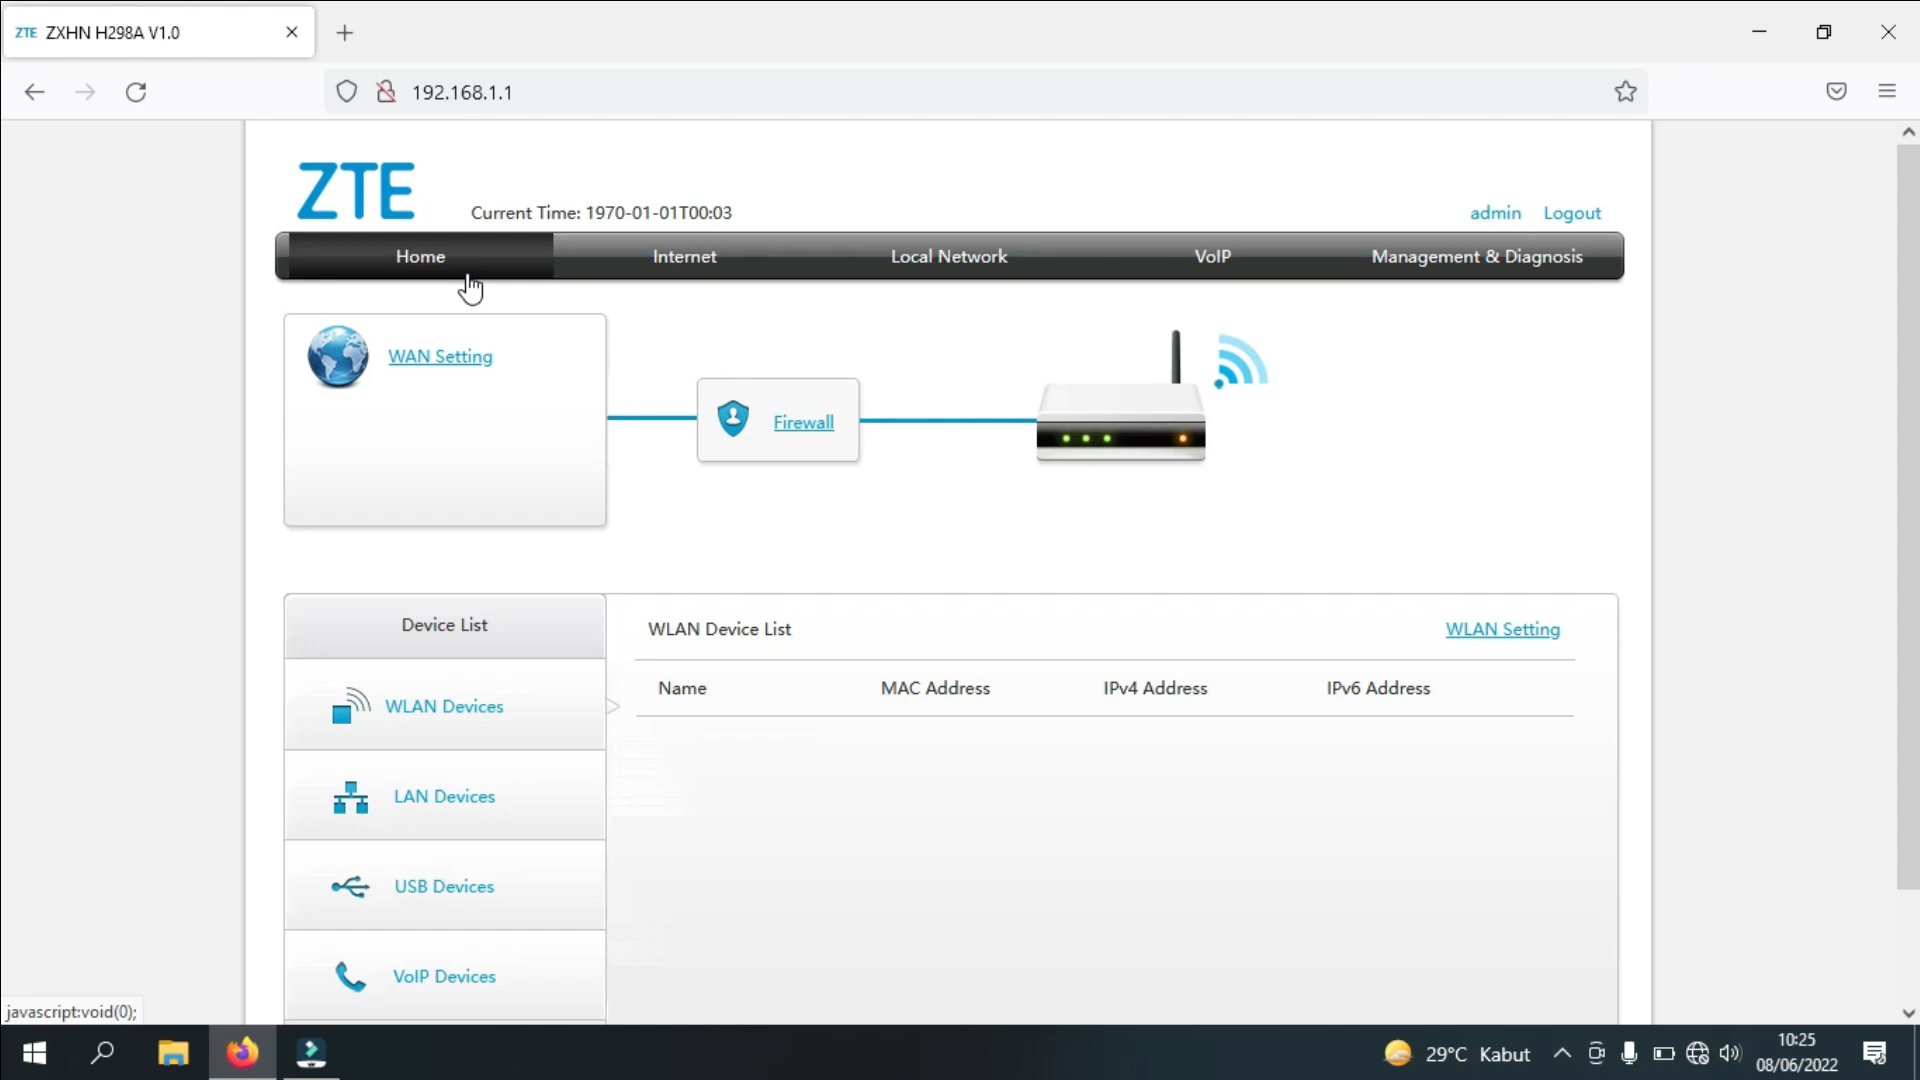 ZTE ZXHN H298A V1.0
192.168.1.1
ZTE
Current Time: 1970-01-01T00:03
admin Logout
Home Internet Local Network VoIP Management & Diagnosis
WAN Setting
Firewall
Device List
WLAN Device List WLAN Setting
Name MAC Address IPv4 Address IPv6 Address
WLAN Devices
LAN Devices
USB Devices
VoIP Devices
javascript:void(0);
29°C Kabut
10:25
08/06/2022